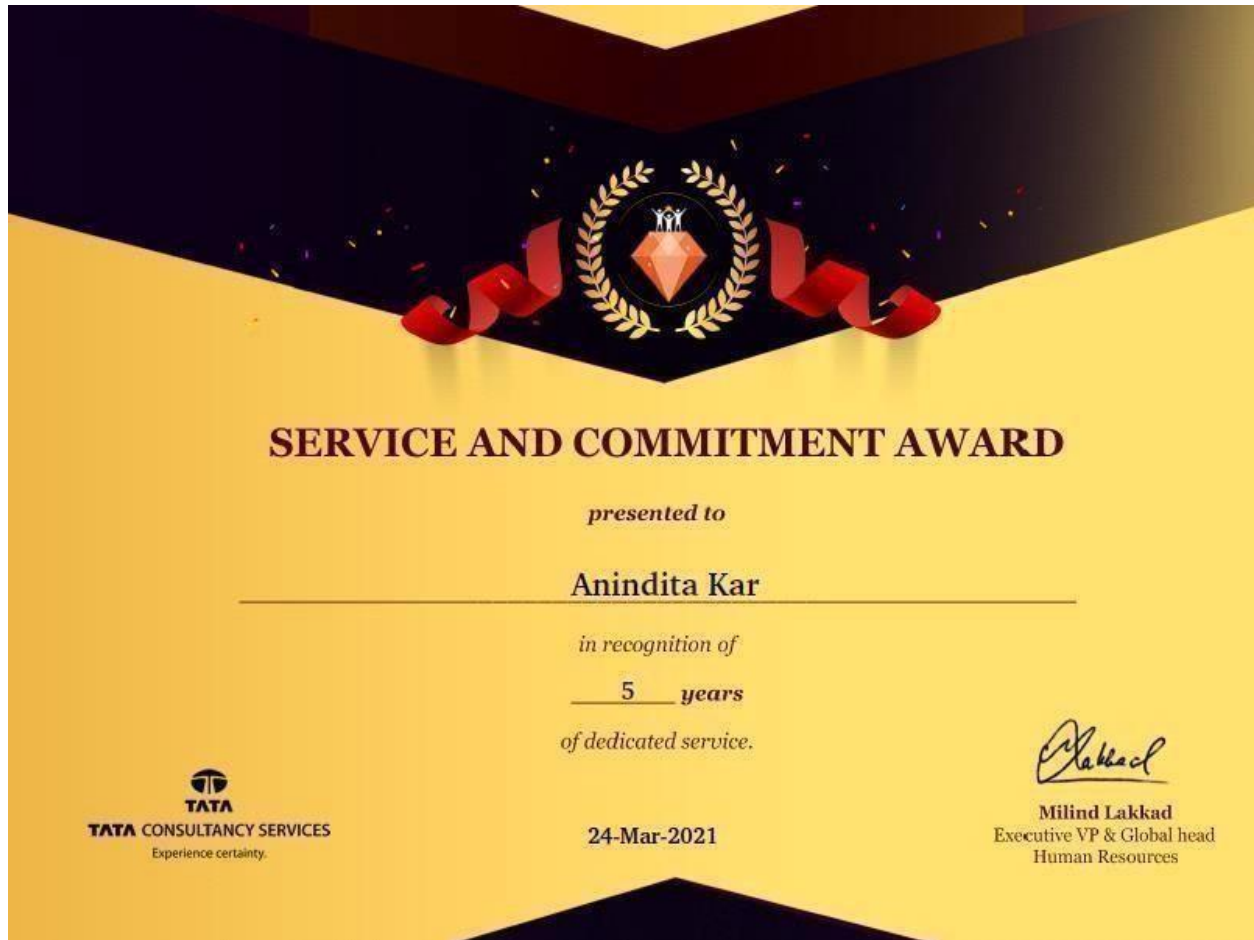 SERVICE AND COMMITMENT AWARD
presented to
Anindita Kar
in recognition of
5 years
of dedicated service.
TATA
TATA CONSULTANCY SERVICES
Experience certainty.
24-Mar-2021
Lakkad
Milind Lakkad
Executive VP & Global head
Human Resources